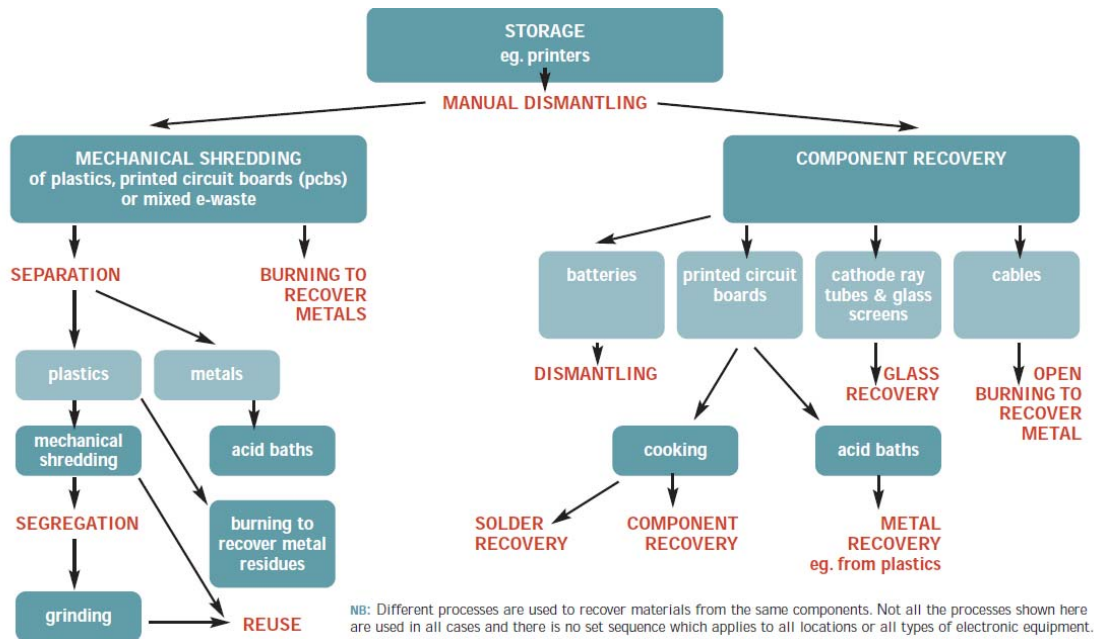 STORAGE
eg. printers
MANUAL DISMANTLING
MECHANICAL SHREDDING
of plastics, printed circuit boards (pcbs)
or mixed e-waste
COMPONENT RECOVERY
SEPARATION
BURNING TO
RECOVER
METALS
batteries
printed circuit
boards
cathode ray
tubes & glass
screens
cables
plastics
metals
DISMANTLING
GLASS
RECOVERY
OPEN
BURNING TO
RECOVER
METAL
mechanical
shredding
acid baths
cooking
acid baths
SEGREGATION
burning to
recover metal
residues
SOLDER
RECOVERY
COMPONENT
RECOVERY
METAL
RECOVERY
eg. from plastics
grinding
REUSE
NB: Different processes are used to recover materials from the same components. Not all the processes shown here
are used in all cases and there is no set sequence which applies to all locations or all types of electronic equipment.